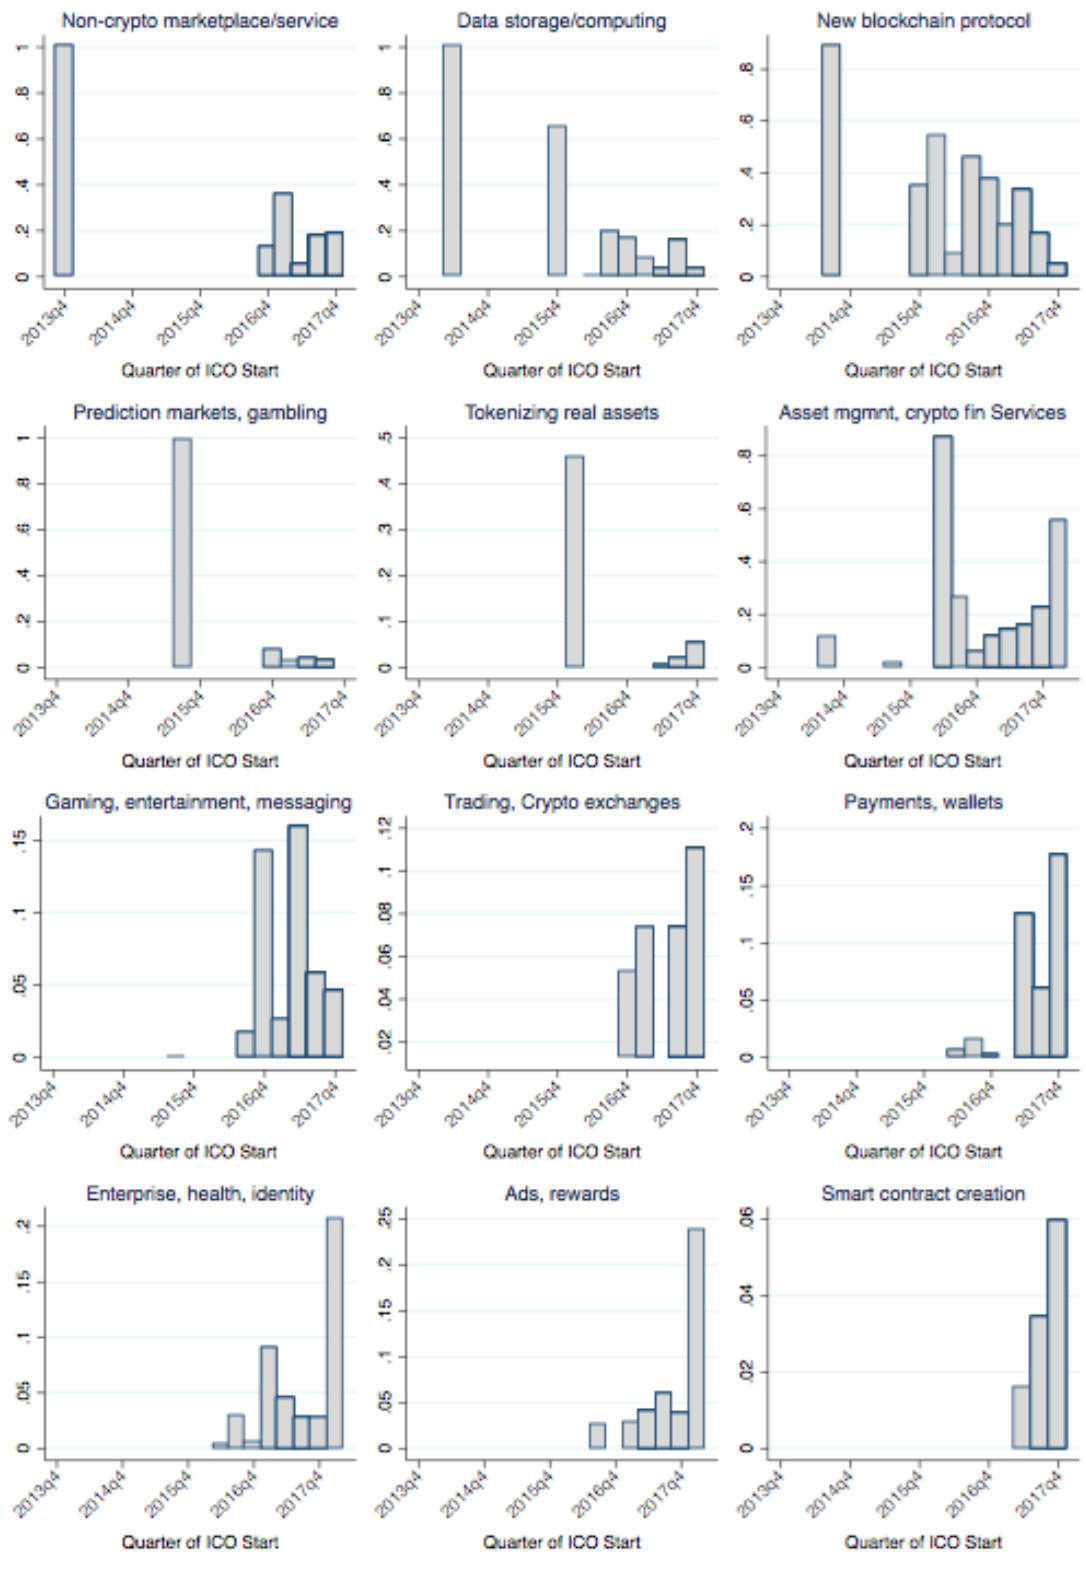 Non-crypto marketplace/service
0 .2 .4 .6 .8 1
2013q4 2014q4 2015q4 2016q4 2017q4
Quarter of ICO Start
Data storage/computing
0 .2 .4 .6 .8 1
2013q4 2014q4 2015q4 2016q4 2017q4
Quarter of ICO Start
New blockchain protocol
0 .2 .4 .6 .8
2013q4 2014q4 2015q4 2016q4 2017q4
Quarter of ICO Start
Prediction markets, gambling
0 .2 .4 .6 .8 1
2013q4 2014q4 2015q4 2016q4 2017q4
Quarter of ICO Start
Tokenizing real assets
0 .1 .2 .3 .4 .5
2013q4 2014q4 2015q4 2016q4 2017q4
Quarter of ICO Start
Asset mgmnt, crypto fin Services
0 .2 .4 .6 .8
2013q4 2014q4 2015q4 2016q4 2017q4
Quarter of ICO Start
Gaming, entertainment, messaging
0 .05 .1 .15
2013q4 2014q4 2015q4 2016q4 2017q4
Quarter of ICO Start
Trading, Crypto exchanges
.02 .04 .06 .08 .1 .12
2013q4 2014q4 2015q4 2016q4 2017q4
Quarter of ICO Start
Payments, wallets
0 .05 .1 .15 .2
2013q4 2014q4 2015q4 2016q4 2017q4
Quarter of ICO Start
Enterprise, health, identity
0 .05 .1 .15 .2
2013q4 2014q4 2015q4 2016q4 2017q4
Quarter of ICO Start
Ads, rewards
0 .05 .1 .15 .2 .25
2013q4 2014q4 2015q4 2016q4 2017q4
Quarter of ICO Start
Smart contract creation
0 .02 .04 .06
2013q4 2014q4 2015q4 2016q4 2017q4
Quarter of ICO Start